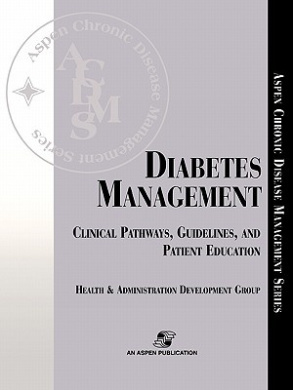 Aspen Chronic Disease Management Series
ACDMS
DIABETES
MANAGEMENT
CLINICAL PATHWAYS, GUIDELINES, AND
PATIENT EDUCATION
HEALTH & ADMINISTRATION DEVELOPMENT GROUP
AN ASPEN PUBLICATION
ASPEN CHRONIC DISEASE MANAGEMENT SERIES